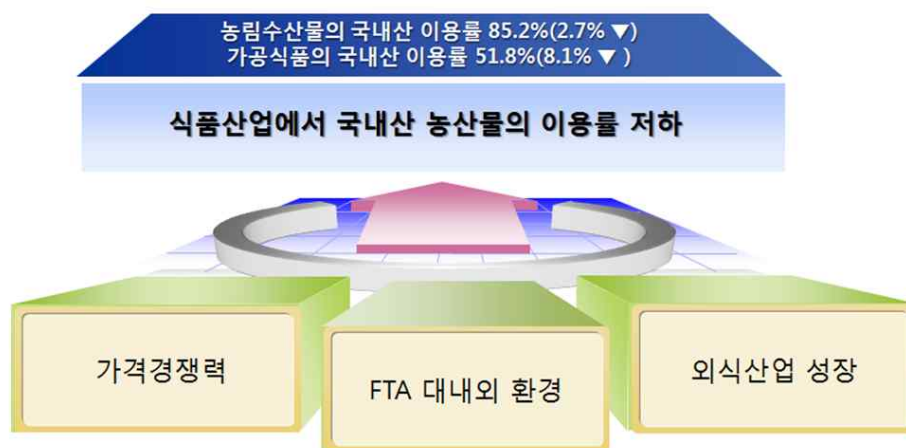 농림수산물의 국내산 이용률 85.2%(2.7% ▼)
가공식품의 국내산 이용률 51.8%(8.1% ▼ )
식품산업에서 국내산 농산물의 이용률 저하
가격경쟁력
FTA 대내외 환경
외식산업 성장